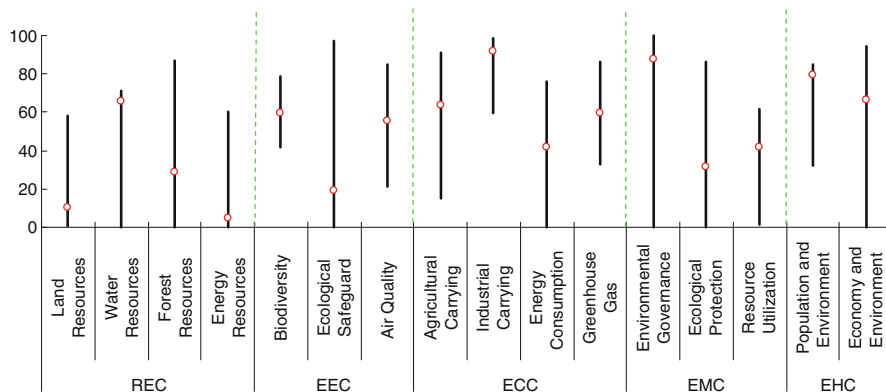 100
80
60
40
20
0
Land
Resources
Water
Resources
Forest
Resources
Energy
Resources
Biodiversity
Ecological
Safeguard
Air Quality
Agricultural
Carrying
Industrial
Carrying
Energy
Consumption
Greenhouse
Gas
Environmental
Governance
Ecological
Protection
Resource
Utilization
Population and
Environment
Economy and
Environment
REC
EEC
ECC
EMC
EHC